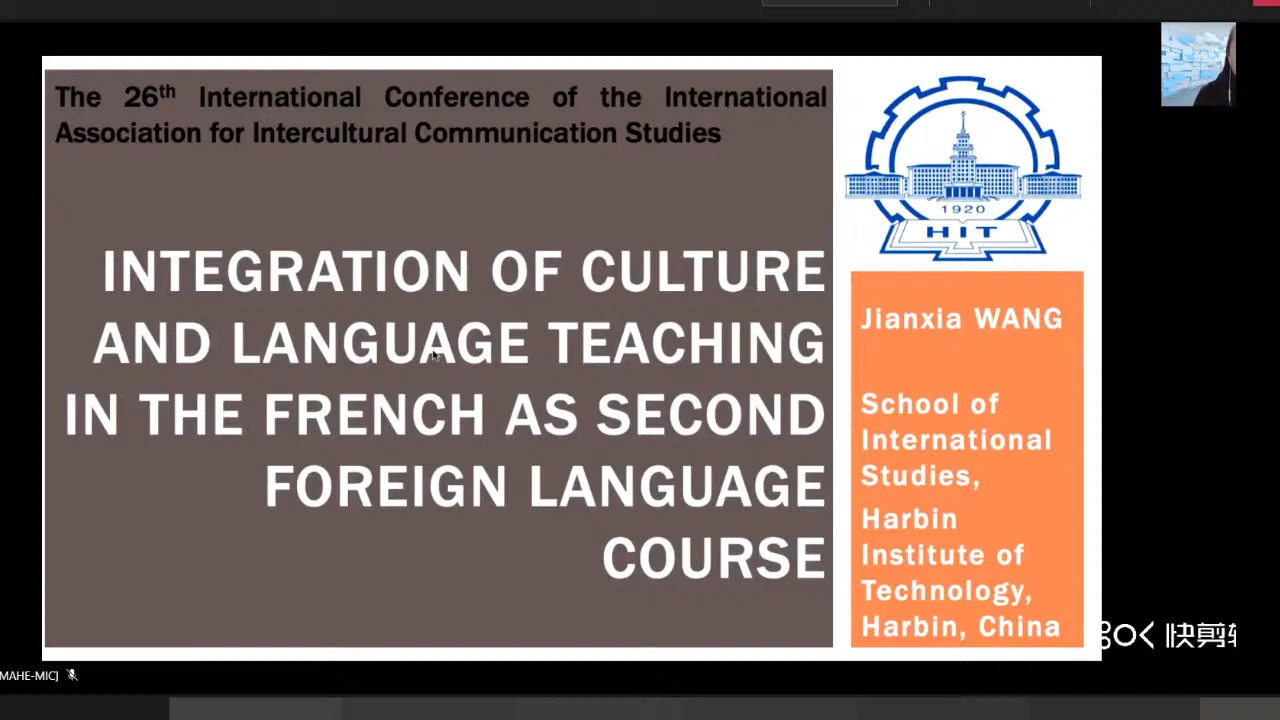 The 26th International Conference of the International
Association for Intercultural Communication Studies
INTEGRATION OF CULTURE
AND LANGUAGE TEACHING
IN THE FRENCH AS SECOND
FOREIGN LANGUAGE
COURSE
1920
HIT
Jianxia WANG
School of
International
Studies,
Harbin
Institute of
Technology,
Harbin, China
快剪
MAHE-MIC]